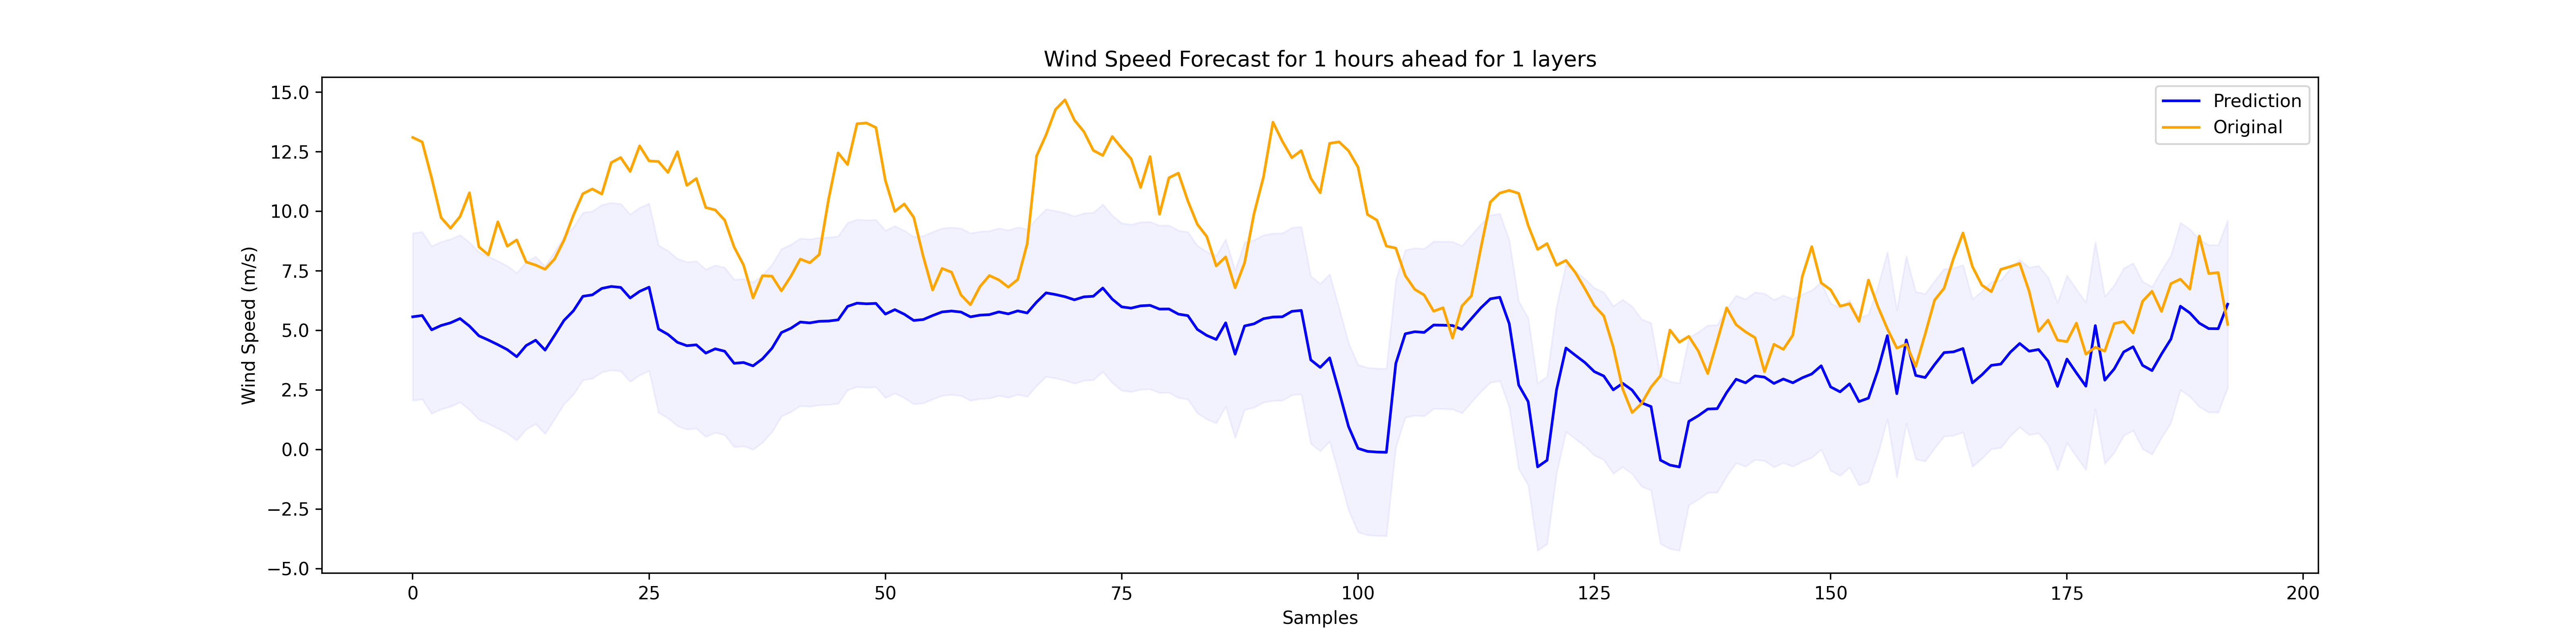 Wind Speed Forecast for 1 hours ahead for 1 layers
Prediction
Original
Wind Speed (m/s)
15.0
12.5
10.0
7.5
5.0
2.5
0.0
−2.5
−5.0
0 25 50 75 100 125 150 175 200
Samples